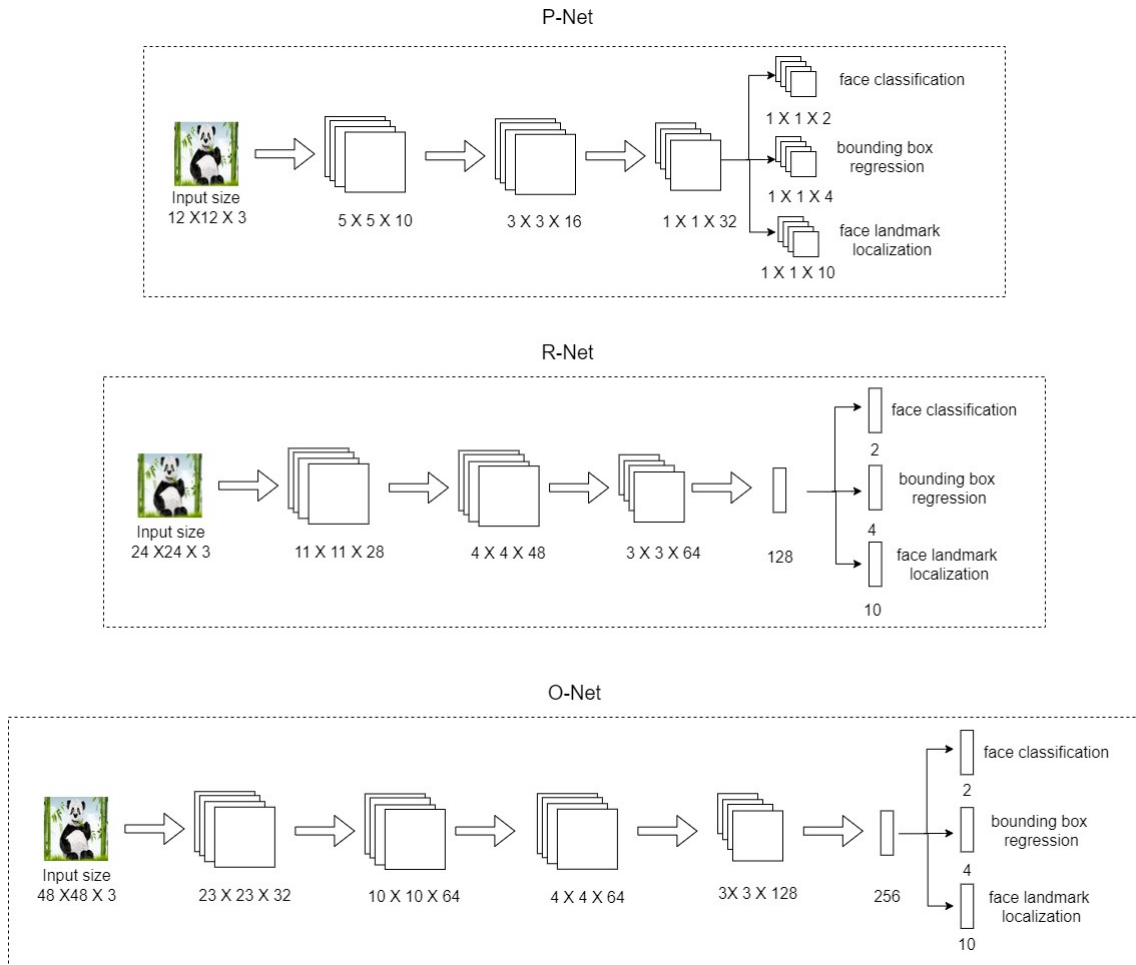 P-Net
face classification
1 X 1 X 2
bounding box
regression
Input size
12 X12 X 3
5 X 5 X 10
3 X 3 X 16
1 X 1 X 32
1 X 1 X 4
face landmark
localization
1 X 1 X 10
R-Net
face classification
2
bounding box
regression
Input size
24 X24 X 3
11 X 11 X 28
4 X 4 X 48
3 X 3 X 64
128
4
face landmark
localization
10
O-Net
face classification
2
bounding box
regression
Input size
48 X48 X 3
23 X 23 X 32
10 X 10 X 64
4 X 4 X 64
3X 3 X 128
256
4
face landmark
localization
10